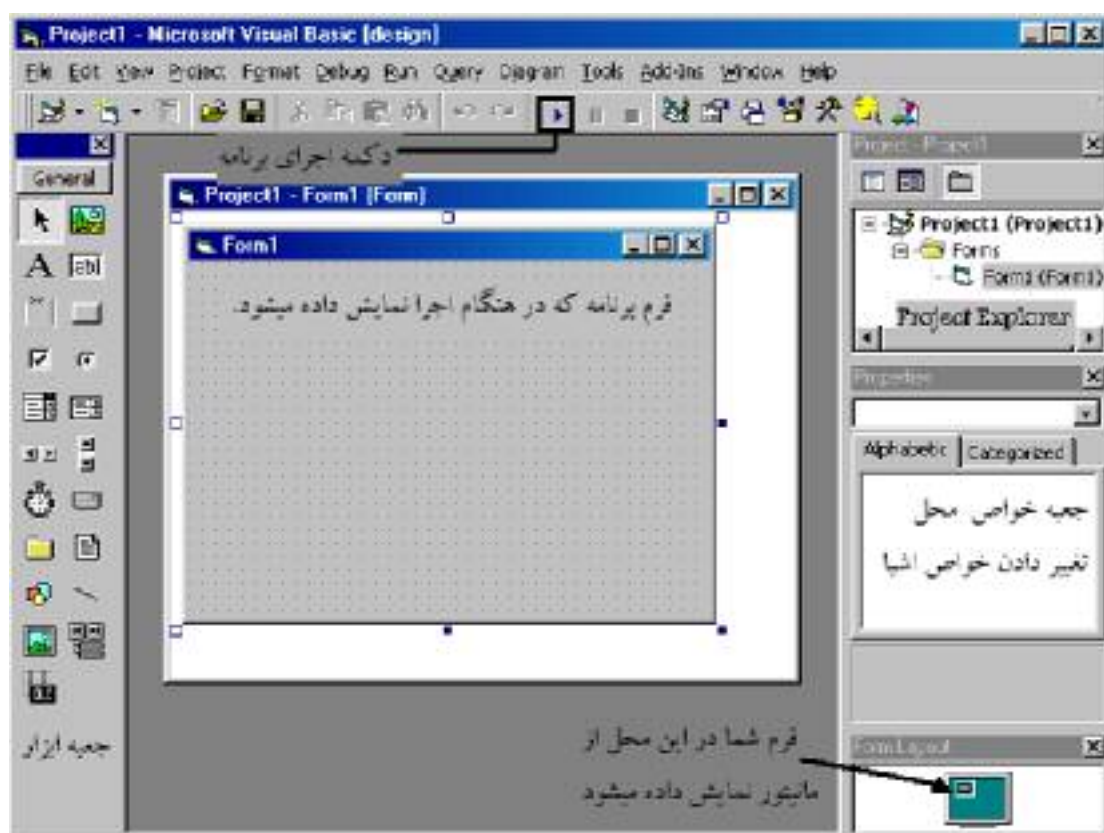 Project1 - Microsoft Visual Basic [design]
File Edit View Project Format Debug Run Query Diagram Tools Add-Ins Window Help
دکمه اجرای برنامه
General
Project1 - Form1 (Form)
Form1
فرم برنامه که در هنگام اجرا نمایش داده میشود.
Project - Project1
Project1 (Project1)
Forms
Form1 (Form1)
Project Explorer
Properties
Alphabetic Categorized
جعبه خواص محل
تغییر دادن خواص اشیا
جعبه ابزار
فرم شما در این محل از
مانیتور نمایش داده میشود
Form Layout